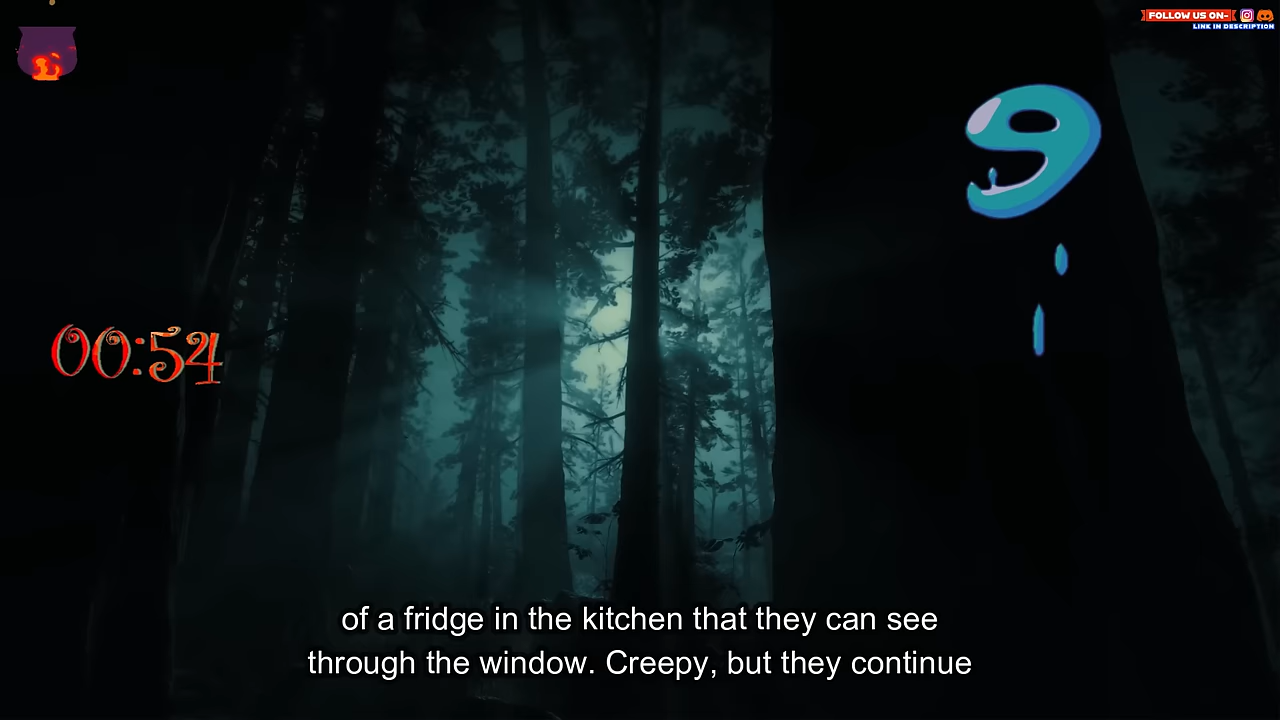 FOLLOW US ON-
LINK IN DESCRIPTION
9
00:54
of a fridge in the kitchen that they can see
through the window. Creepy, but they continue